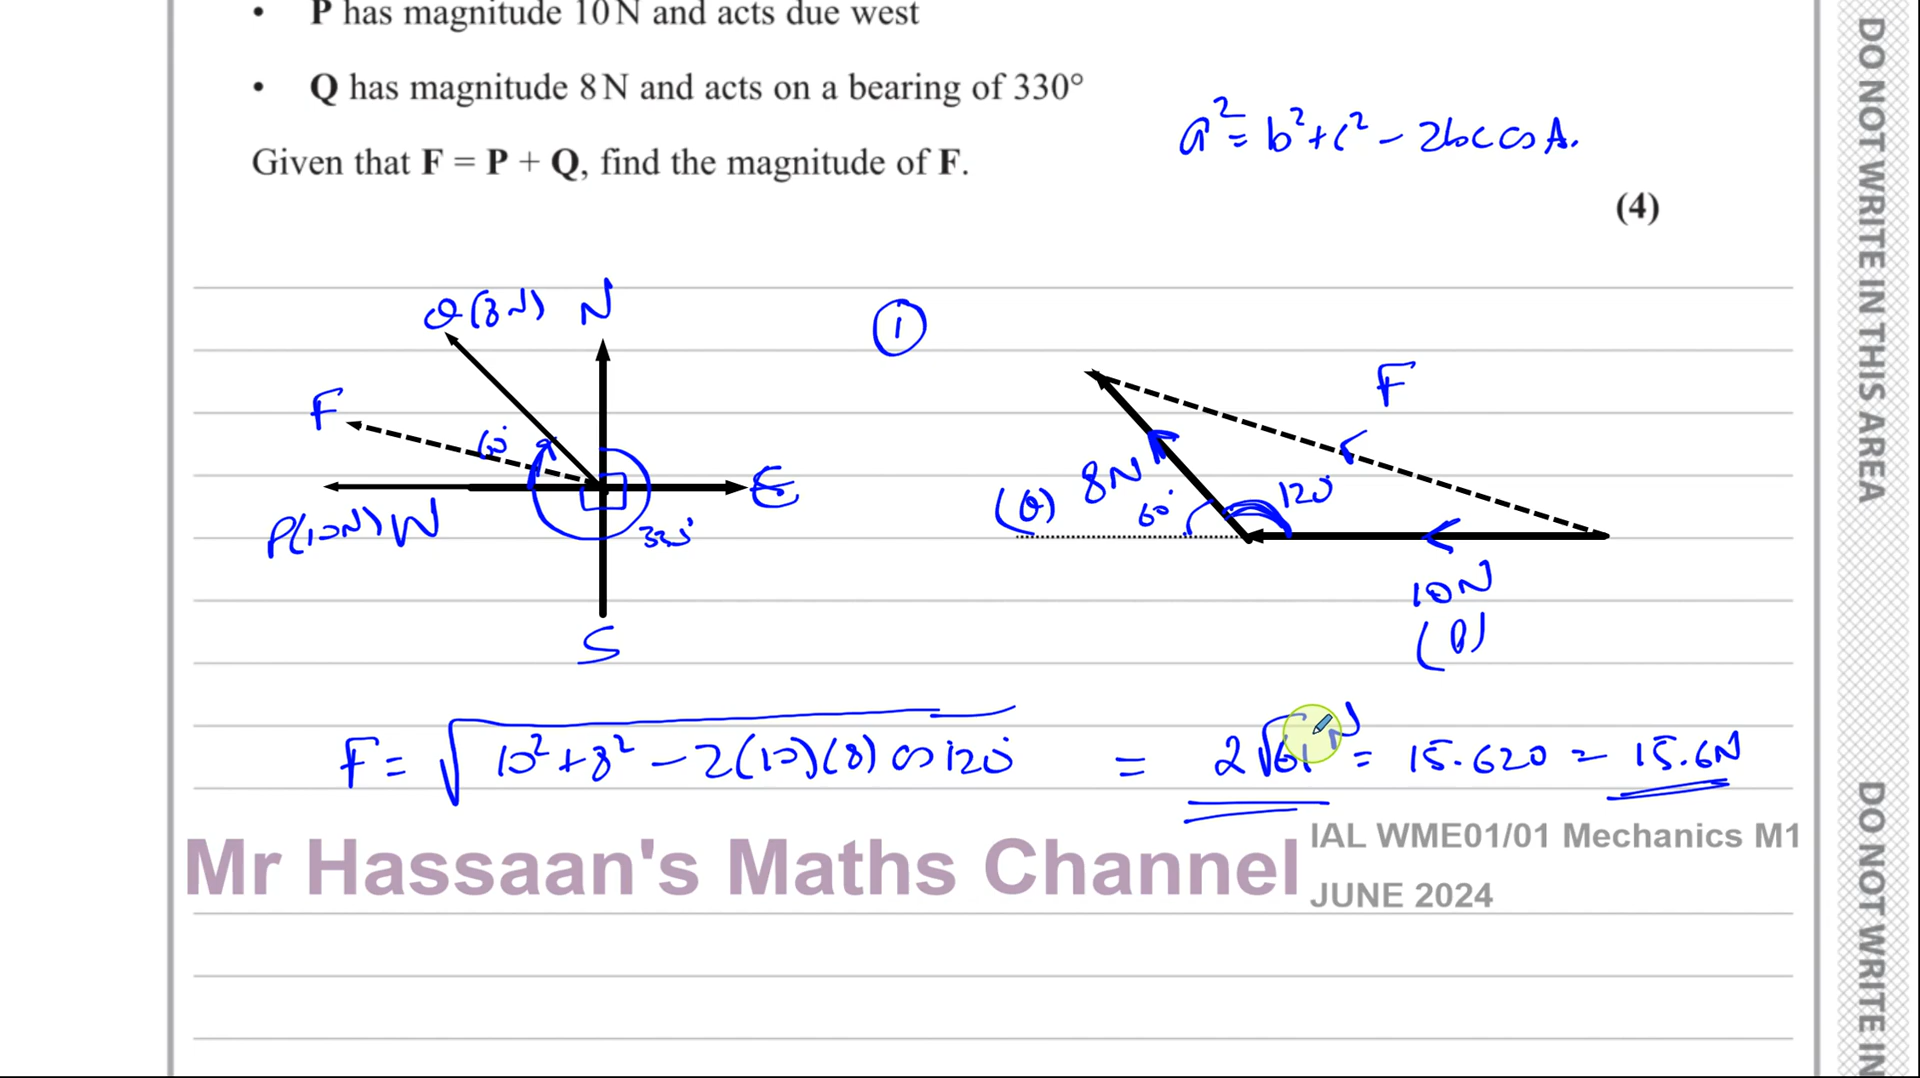 • P has magnitude 10 N and acts due west
• Q has magnitude 8 N and acts on a bearing of 330°
a² = b² + c² - 2bc cos A.
Given that F = P + Q, find the magnitude of F.
(4)
Q (8N)
N
1
F
F
60°
E
P(10N) W
330°
(Q) 8N
60°
120°
10N
(P)
S
F = √10² + 8² - 2(10)(8) cos 120° = 2√61 N = 15.620 = 15.6N
Mr Hassaan's Maths Channel
IAL WME01/01 Mechanics M1
JUNE 2024
DO NOT WRITE IN THIS AREA
DO NOT WRITE IN